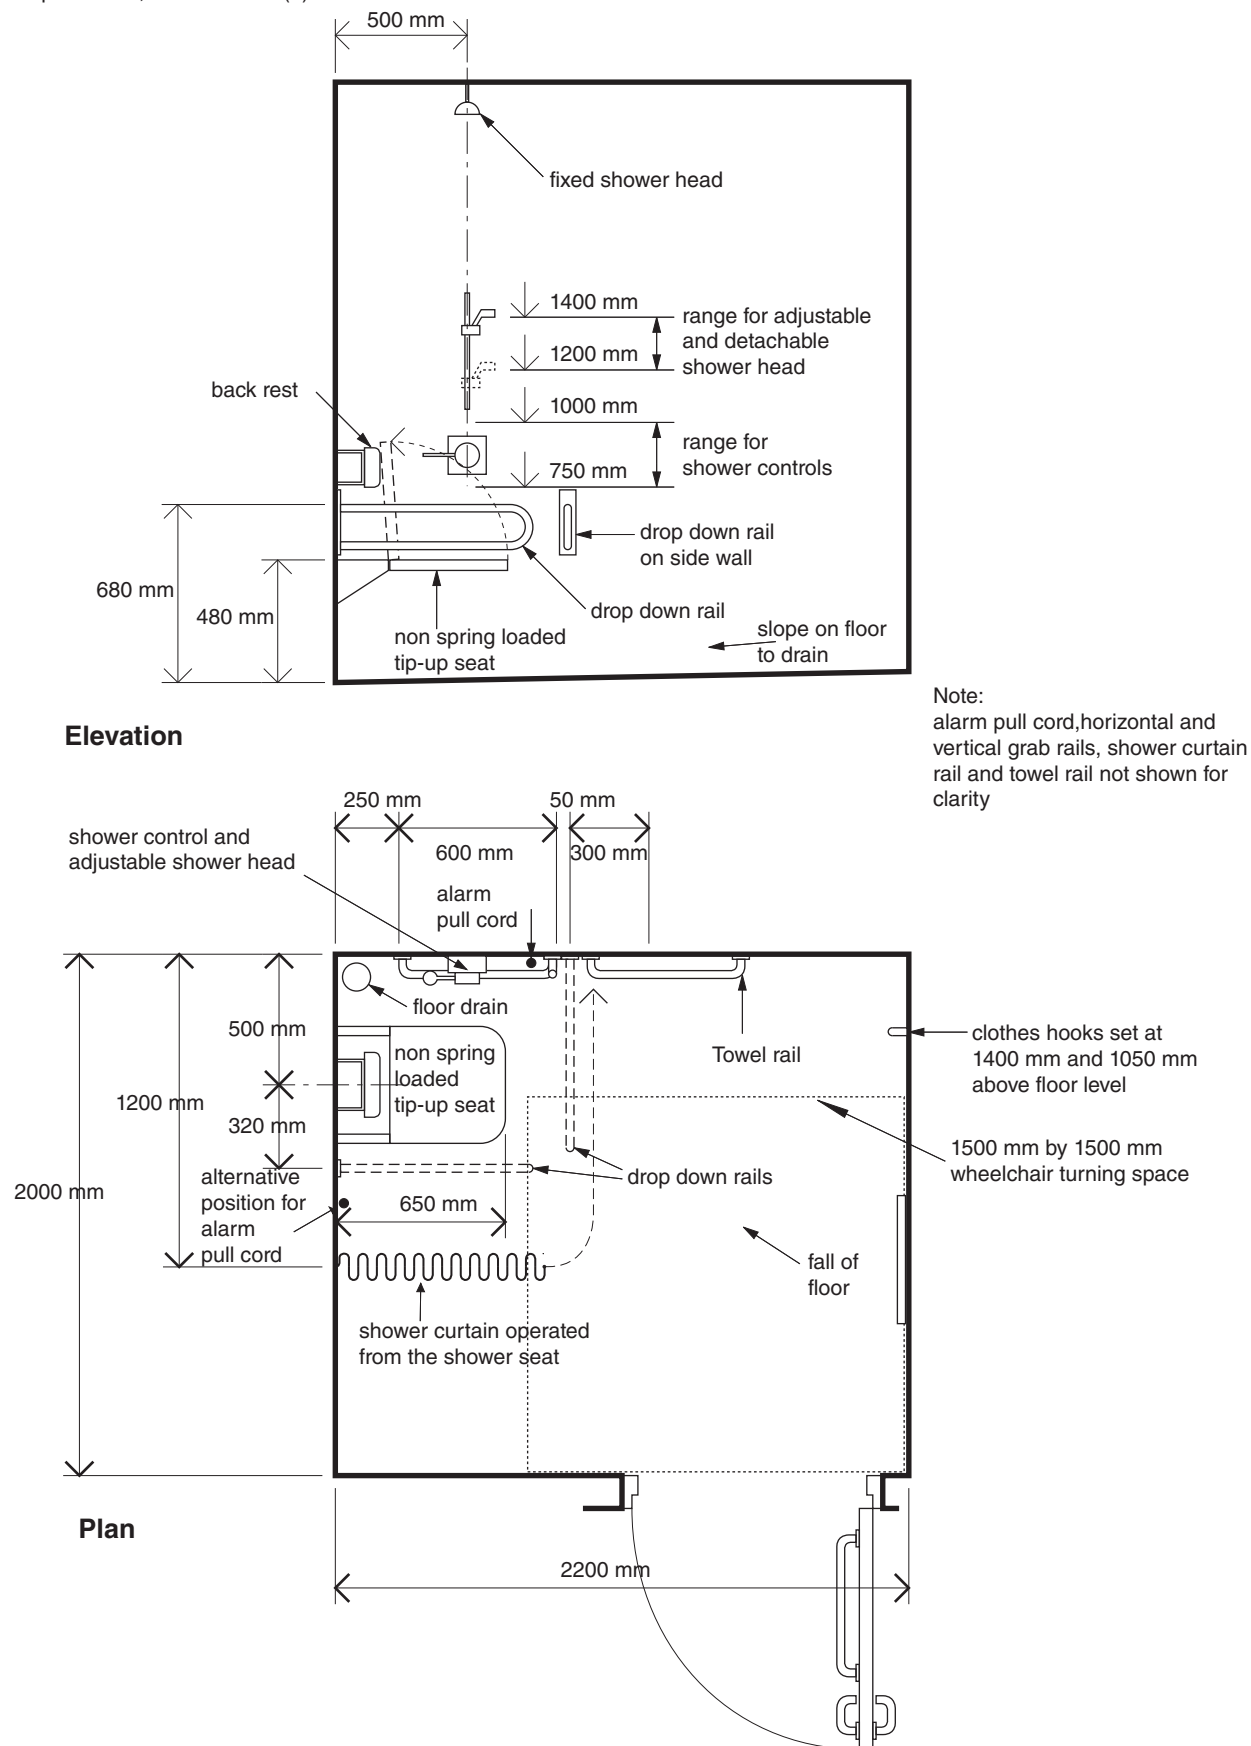 500 mm
fixed shower head
1400 mm
range for adjustable
and detachable
shower head
1200 mm
back rest
1000 mm
range for
shower controls
750 mm
drop down rail
on side wall
680 mm
480 mm
drop down rail
non spring loaded
tip-up seat
slope on floor
to drain
Elevation
Note:
alarm pull cord,horizontal and
vertical grab rails, shower curtain
rail and towel rail not shown for
clarity
250 mm
50 mm
shower control and
adjustable shower head
600 mm
300 mm
alarm
pull cord
floor drain
500 mm
non spring
loaded
tip-up seat
Towel rail
clothes hooks set at
1400 mm and 1050 mm
above floor level
1200 mm
320 mm
1500 mm by 1500 mm
wheelchair turning space
2000 mm
alternative
position for
alarm
pull cord
drop down rails
650 mm
fall of
floor
shower curtain operated
from the shower seat
Plan
2200 mm